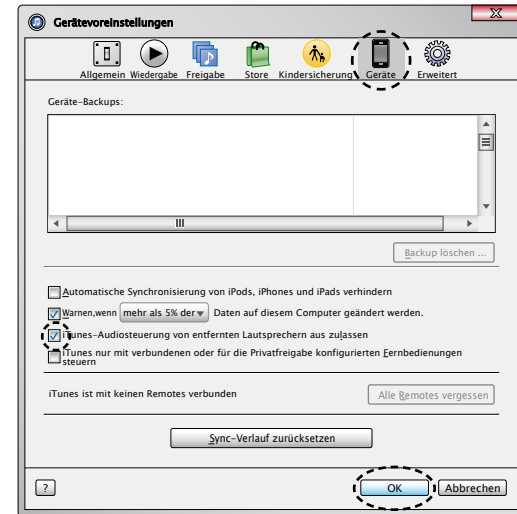 Gerätevoreinstellungen
Allgemein Wiedergabe Freigabe Store Kindersicherung Geräte Erweitert
Geräte-Backups:
Backup löschen ...
Automatische Synchronisierung von iPods, iPhones und iPads verhindern
Warnen,wenn mehr als 5% der Daten auf diesem Computer geändert werden.
iTunes-Audiosteuerung von entfernten Lautsprechern aus zulassen
iTunes nur mit verbundenen oder für die Privatfreigabe konfigurierten Fernbedienungen
steuern
iTunes ist mit keinen Remotes verbunden
Alle Remotes vergessen
Sync-Verlauf zurücksetzen
? OK Abbrechen